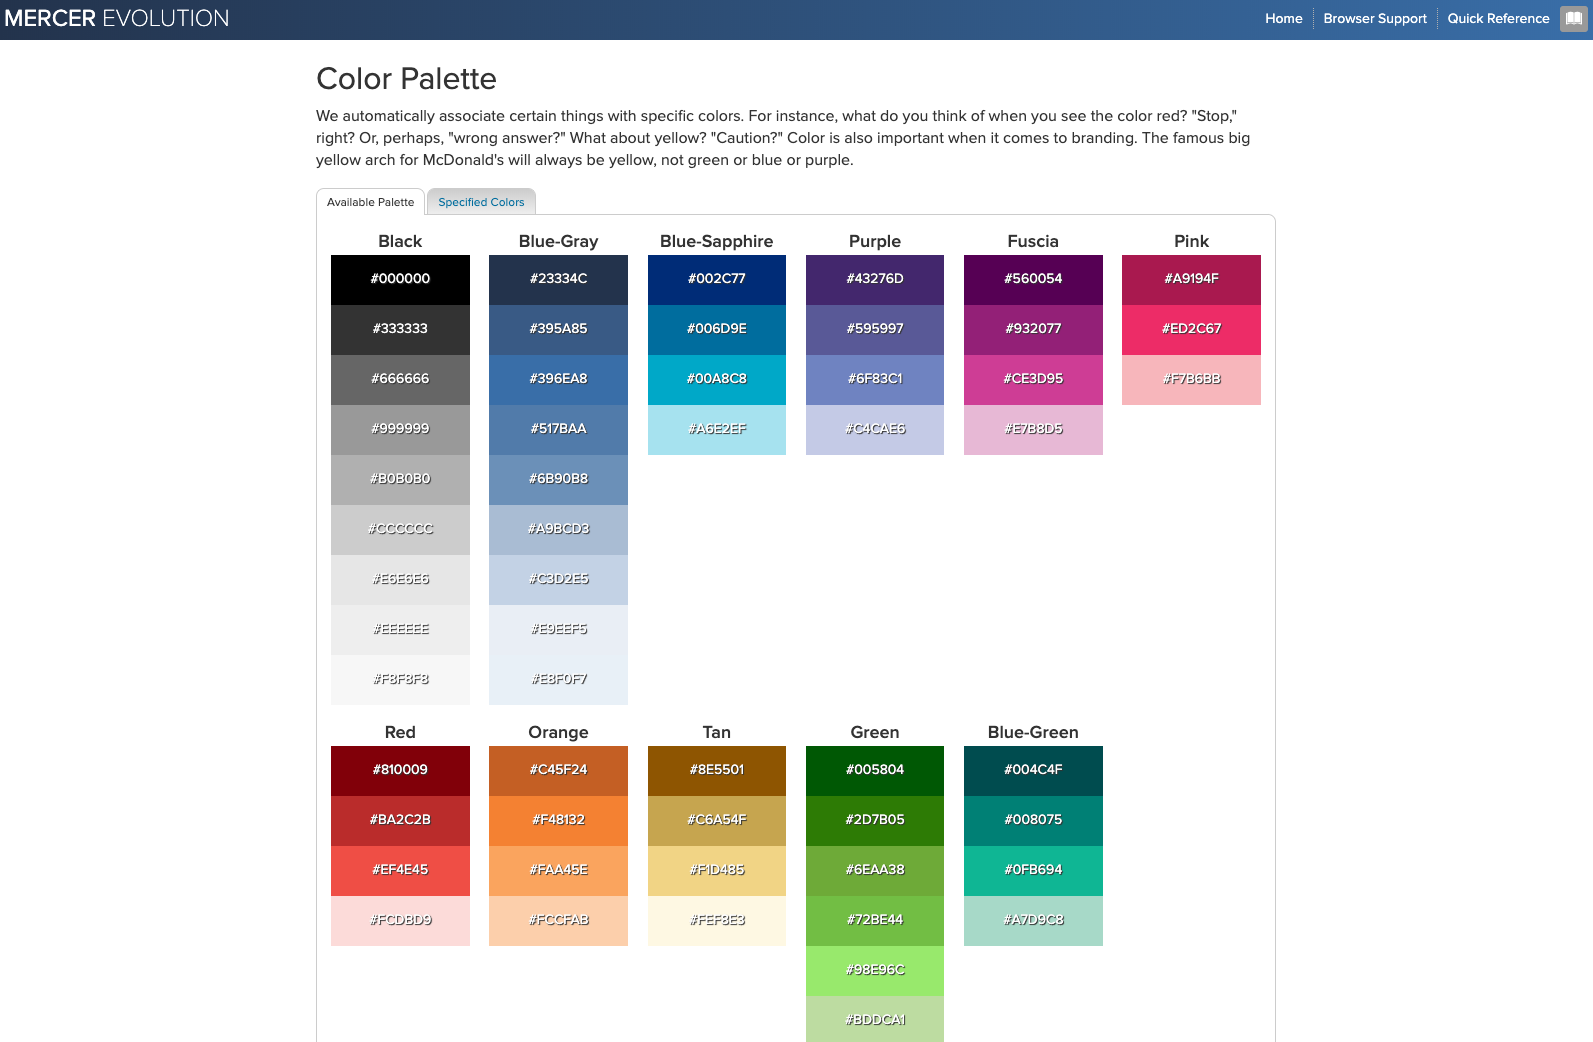 MERCER EVOLUTION
Home
Browser Support
Quick Reference
Color Palette
We automatically associate certain things with specific colors. For instance, what do you think of when you see the color red? "Stop,"
right? Or, perhaps, "wrong answer?" What about yellow? "Caution?" Color is also important when it comes to branding. The famous big
yellow arch for McDonald's will always be yellow, not green or blue or purple.
Available Palette
Specified Colors
Black
#000000
#333333
#666666
#999999
#B0B0B0
#CCCCCC
#E6E6E6
#EEEEEE
#F8F8F8
Blue-Gray
#23334C
#395A85
#396EA8
#517BAA
#6B90B8
#A9BCD3
#C3D2E5
#E9EEF5
#E8F0F7
Blue-Sapphire
#002C77
#006D9E
#00A8C8
#A6E2EF
Purple
#43276D
#595997
#6F83C1
#C4CAE6
Fuscia
#560054
#932077
#CE3D95
#E7B8D5
Pink
#A9194F
#ED2C67
#F7B6BB
Red
#810009
#BA2C2B
#EF4E45
#FCDBD9
Orange
#C45F24
#F48132
#FAA45E
#FCCFAB
Tan
#8E5501
#C6A54F
#F1D485
#FEF8E3
Green
#005804
#2D7B05
#6EAA38
#72BE44
#98E96C
#BDDCA1
Blue-Green
#004C4F
#008075
#0FB694
#A7D9C8